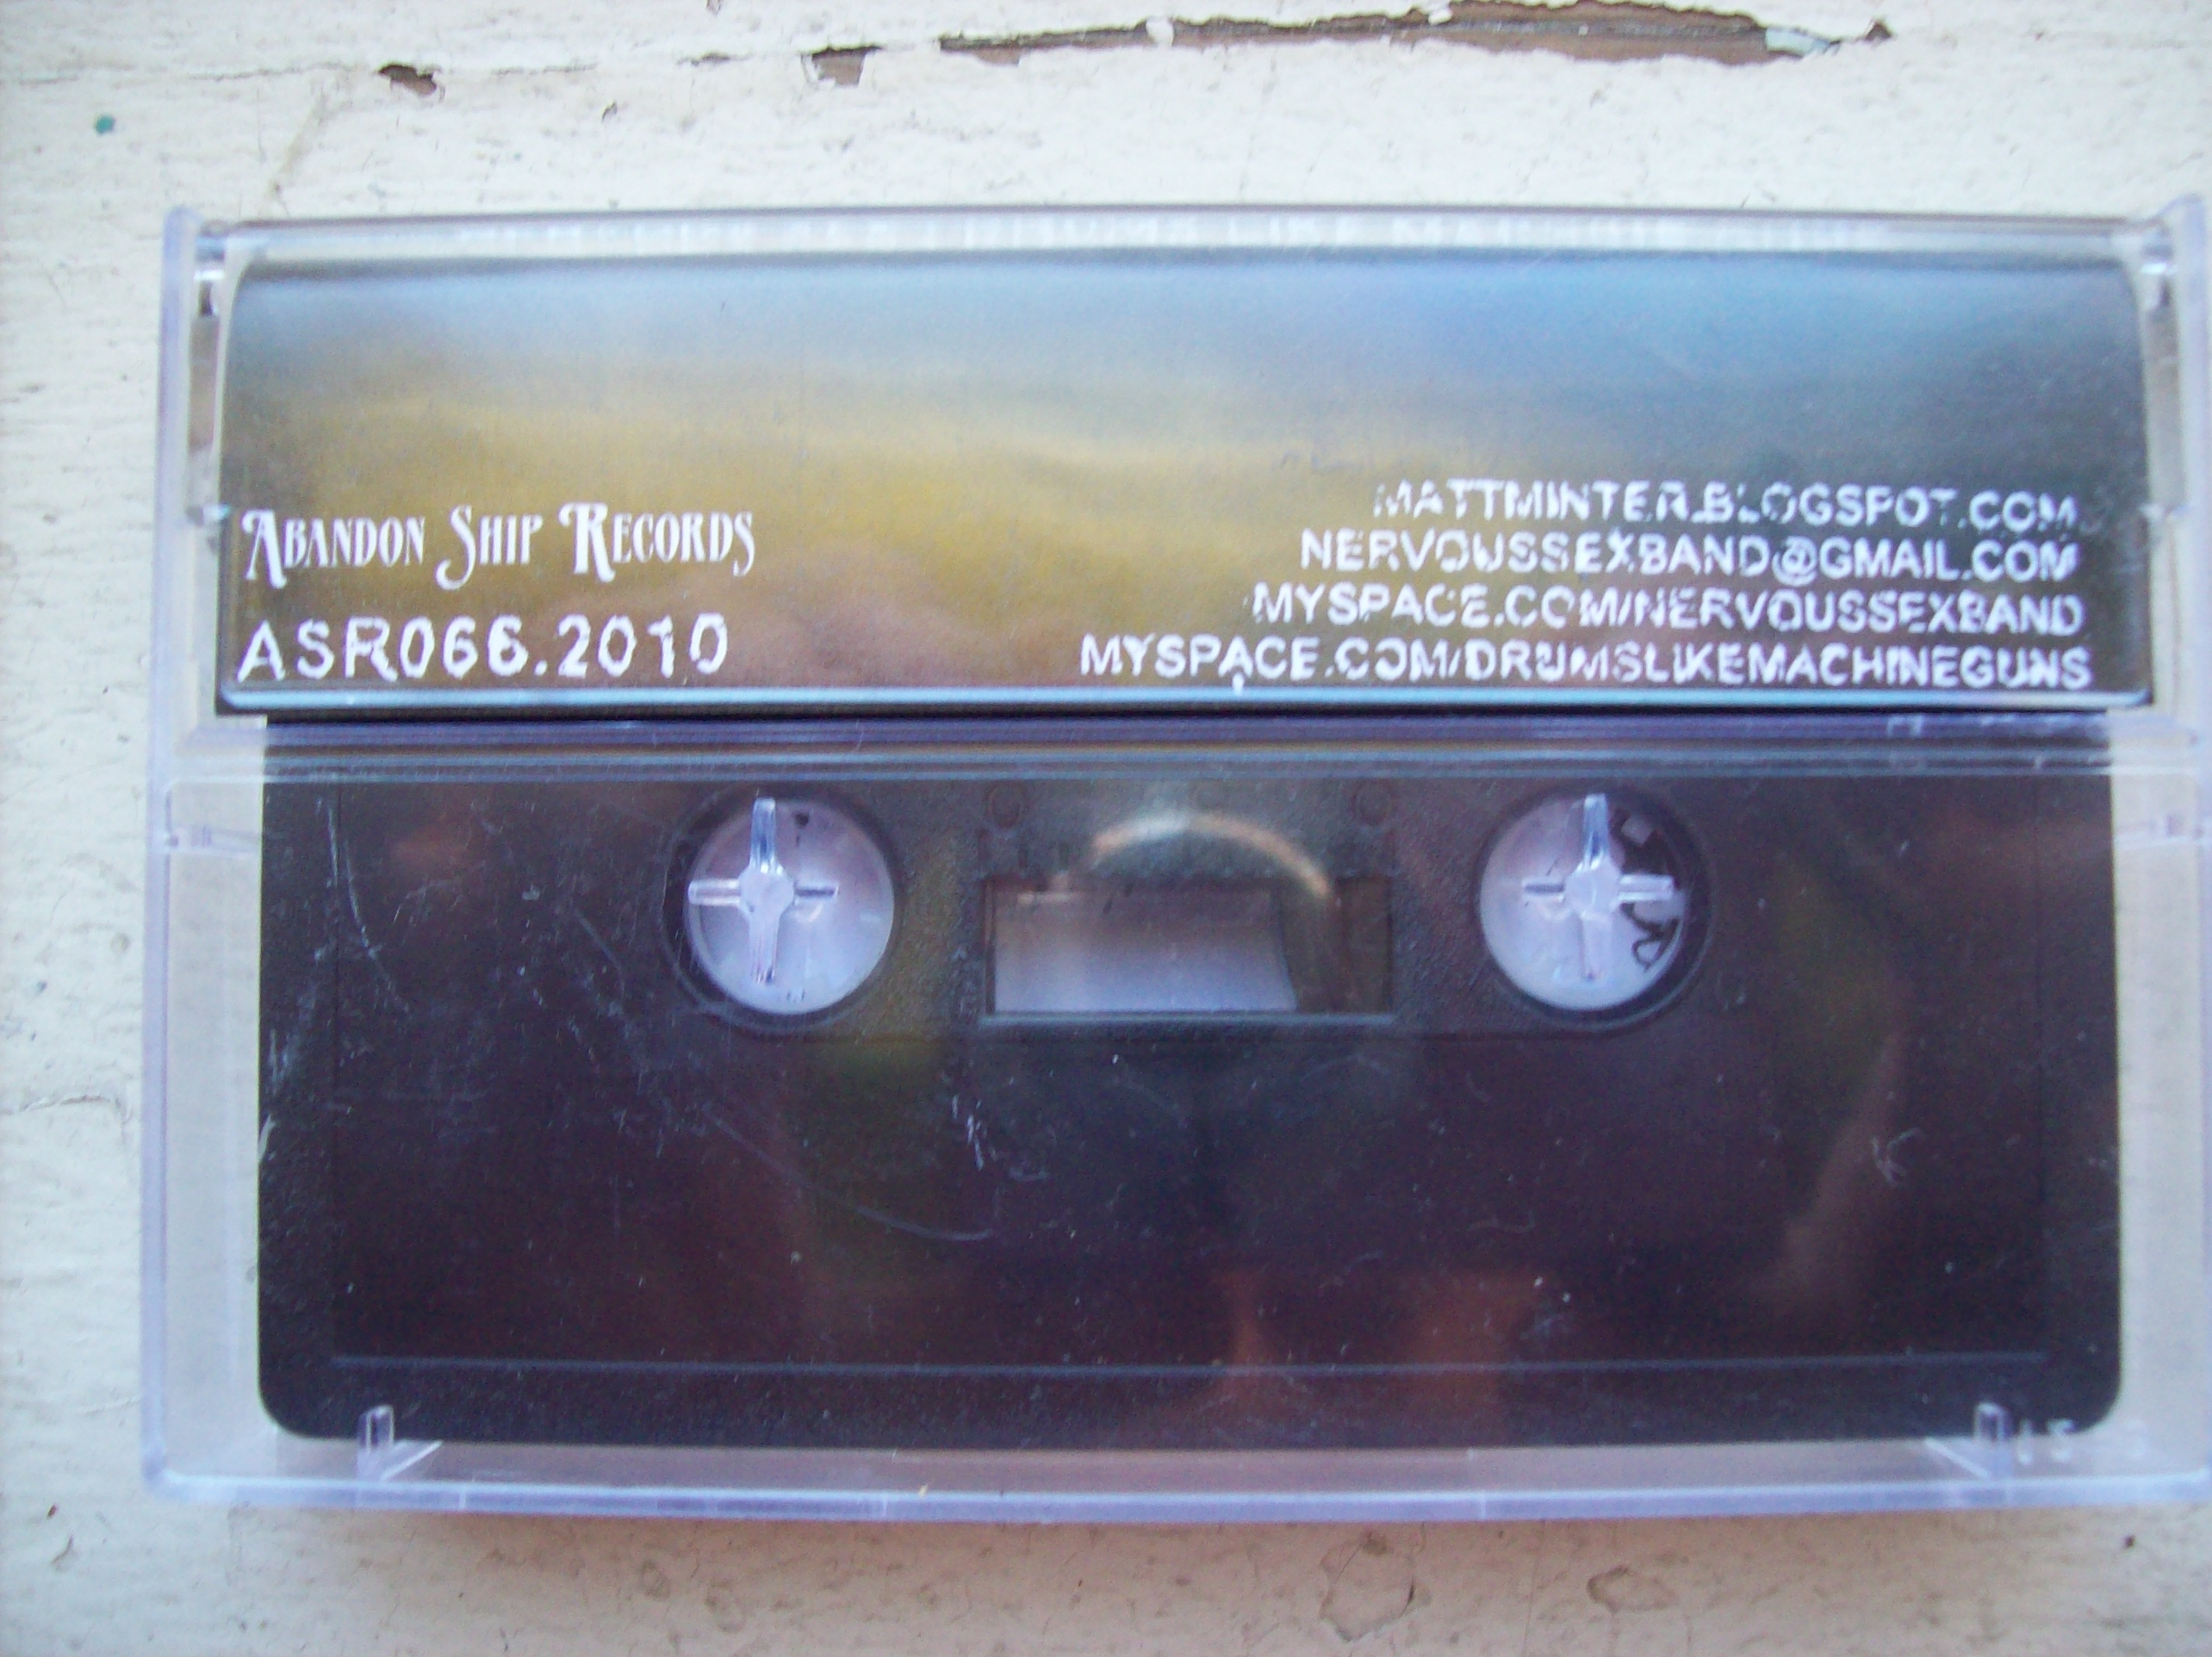 ABANDON SHIP RECORDS
ASR066.2010
MATTMINTER.BLOGSPOT.COM
NERVOUSSEXBAND@GMAIL.COM
MYSPACE.COM/NERVOUSSEXBAND
MYSPACE.COM/DRUMSLIKEMACHINEGUNS